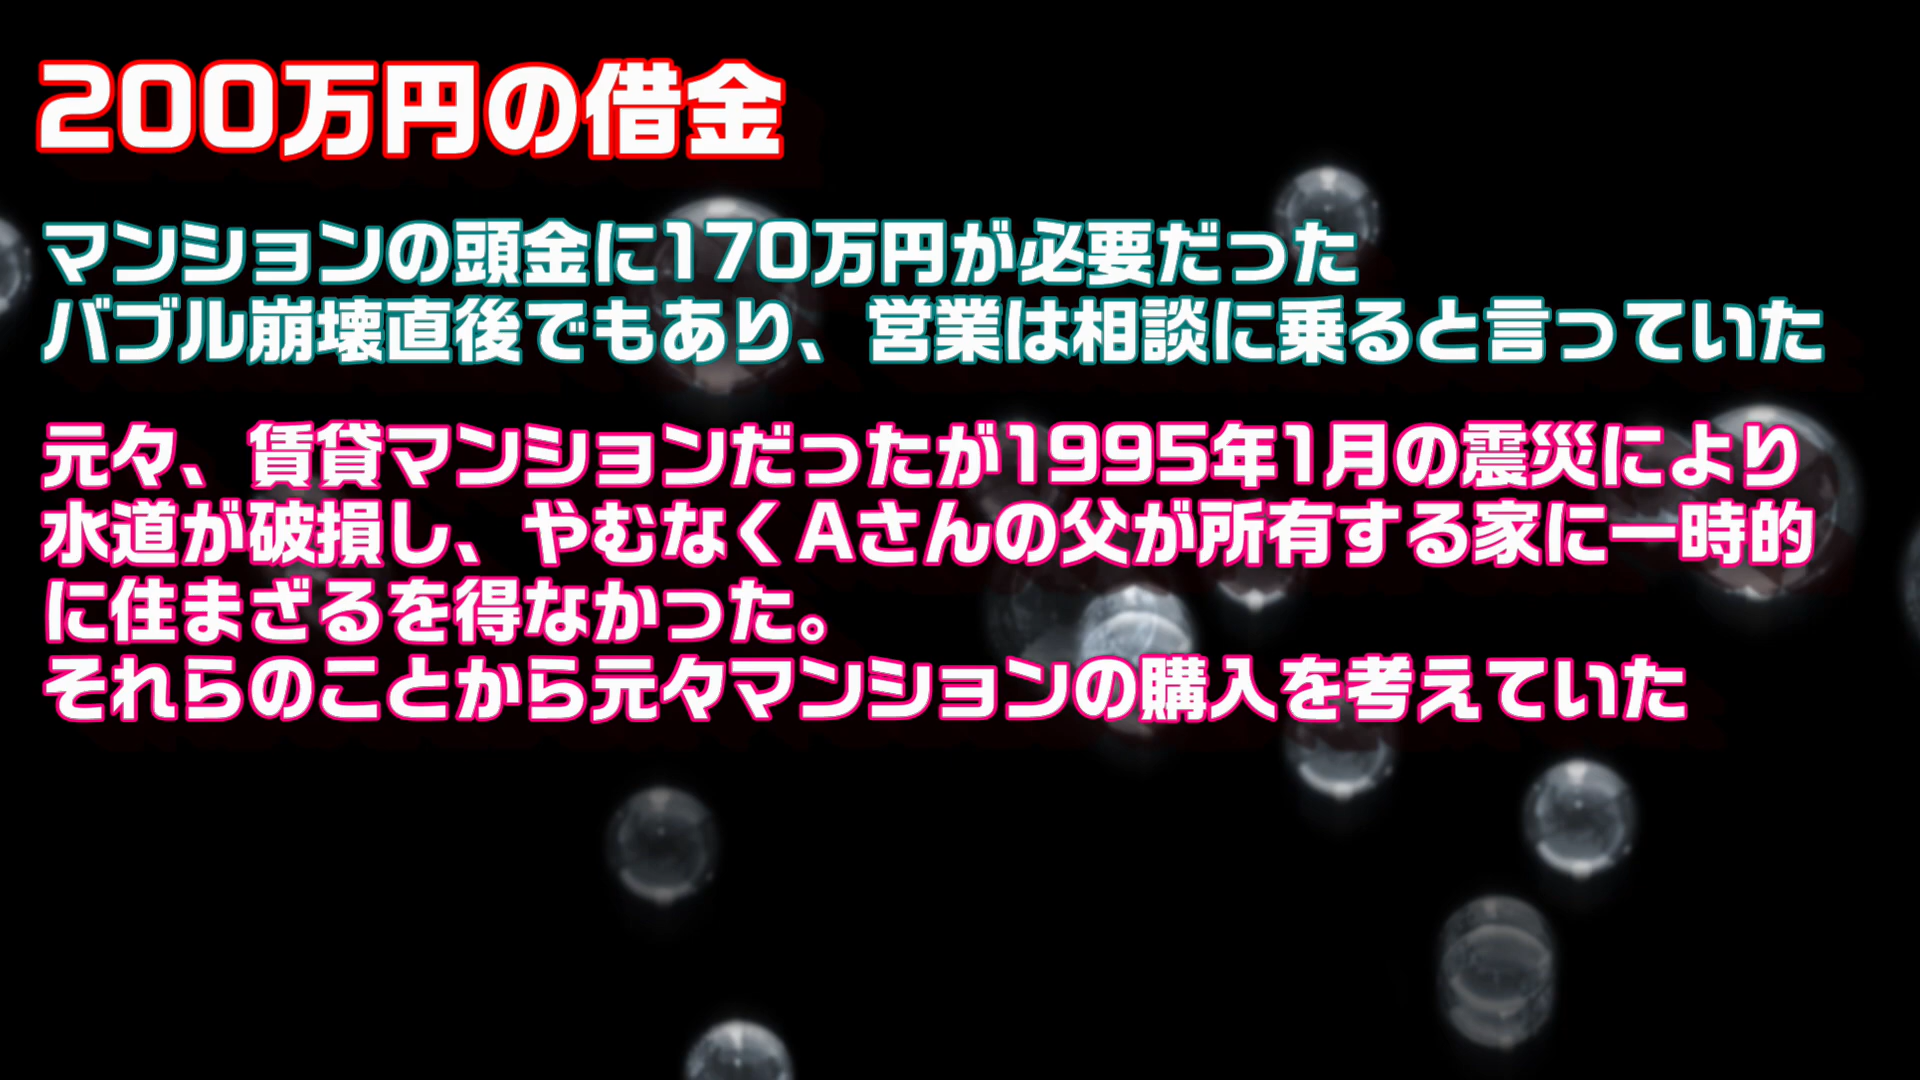 200万円の借金
マンションの頭金に170万円が必要だった
バブル崩壊直後でもあり、営業は相談に乗ると言っていた
元々、賃貸マンションだったが1995年1月の震災により
水道が破損し、やむなくAさんの父が所有する家に一時的
に住まざるを得なかった。
それらのことから元々マンションの購入を考えていた